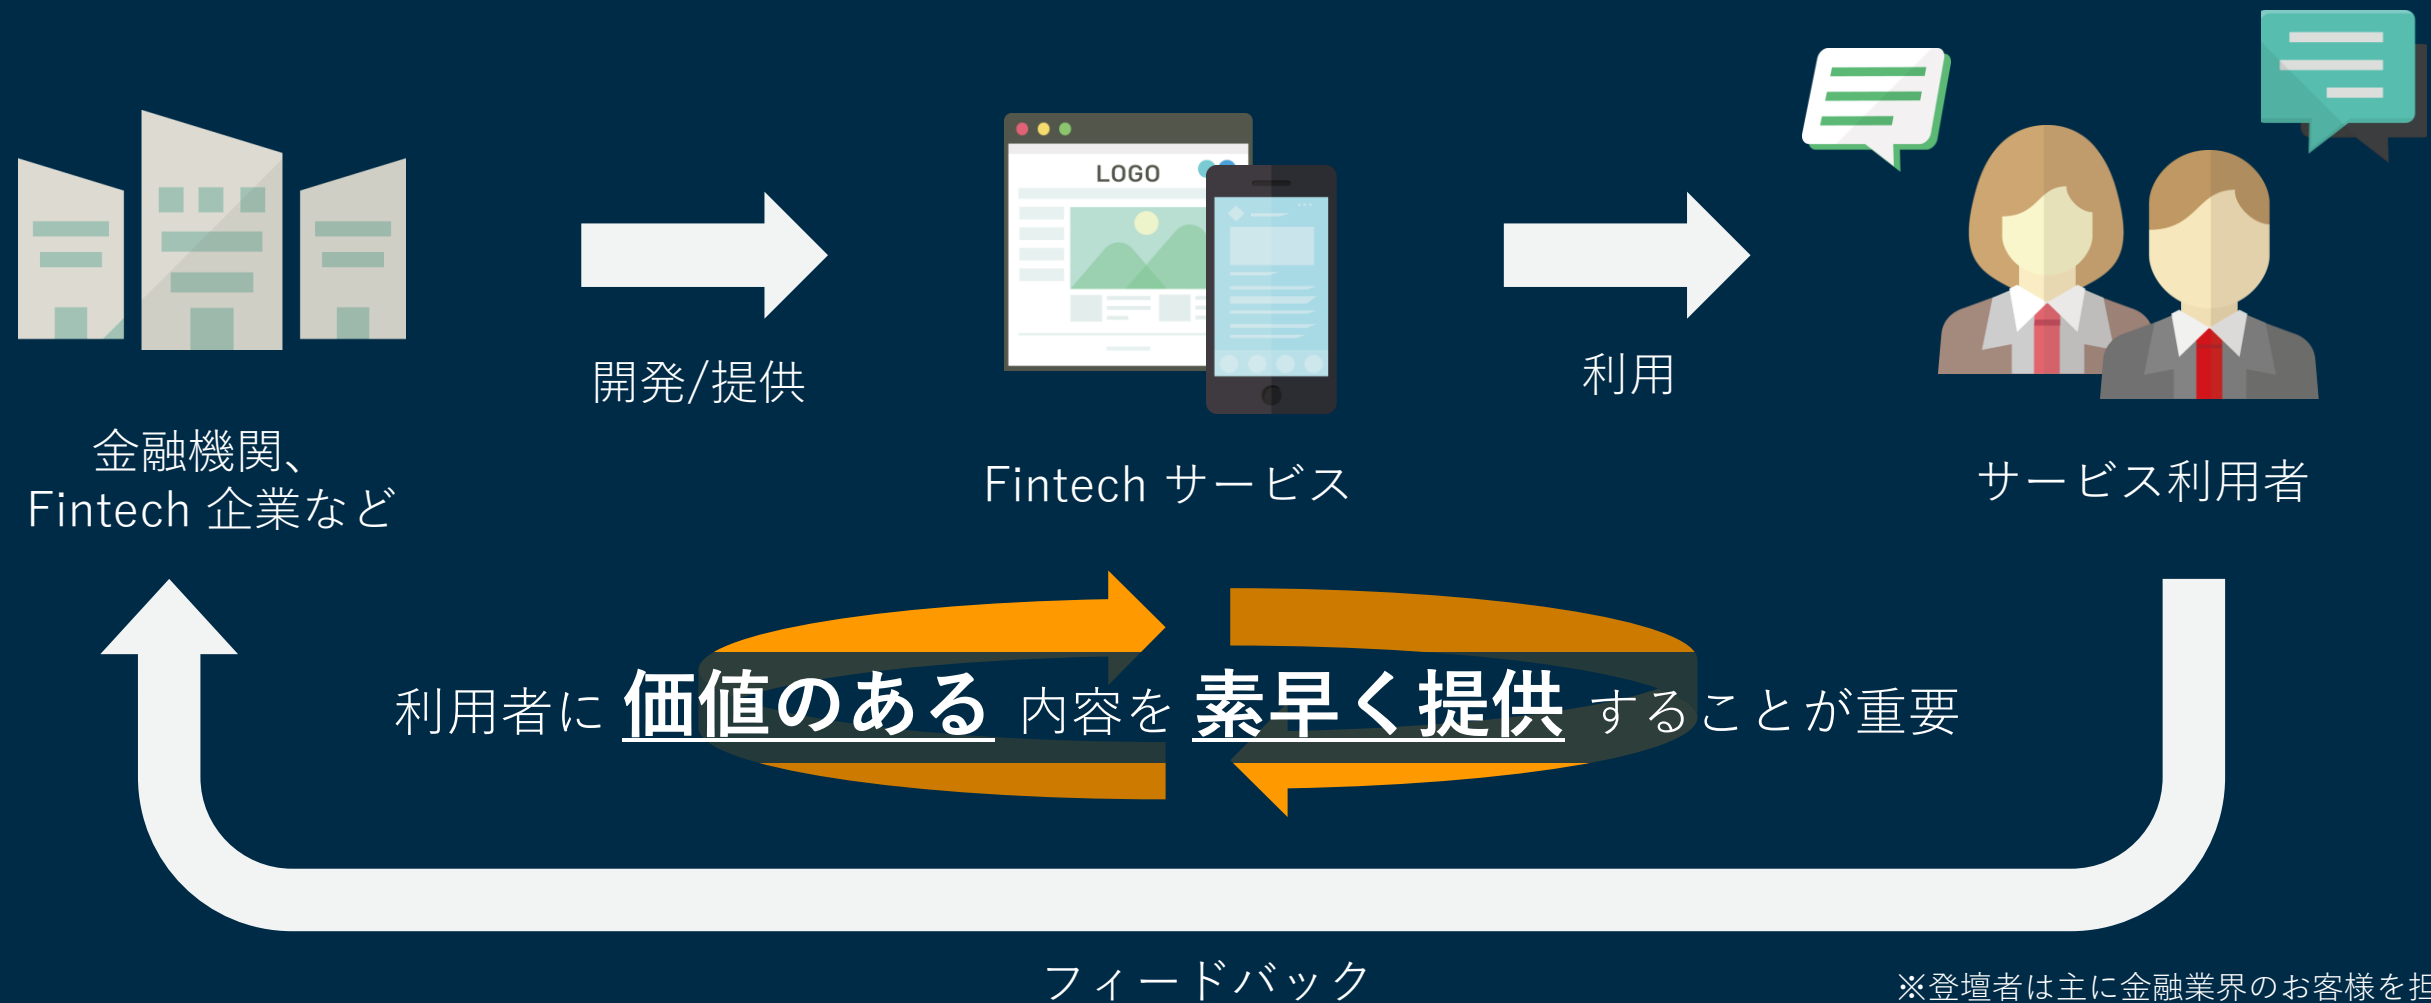 LOGO
開発/提供
利用
金融機関、
Fintech 企業など
Fintech サービス
サービス利用者
利用者に 価値のある 内容を 素早く提供 することが重要
フィードバック
※登壇者は主に金融業界のお客様を担